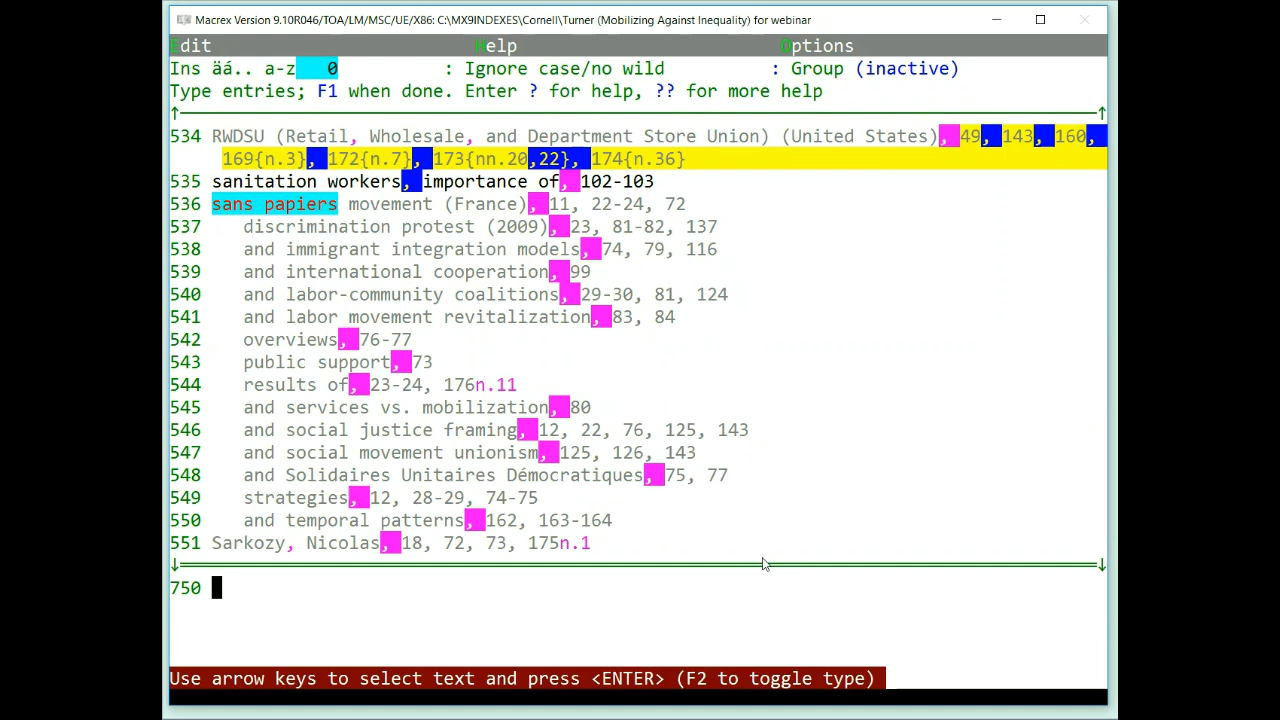 Macrex Version 9.10R046/TOA/LM/MSC/UE/X86: C:\MX9INDEXES\Cornell\Turner (Mobilizing Against Inequality) for webinar
Edit Help Options
Ins äá.. a-z 0 : Ignore case/no wild : Group (inactive)
Type entries; F1 when done. Enter ? for help, ?? for more help
534 RWDSU (Retail, Wholesale, and Department Store Union) (United States), 49, 143, 160,
169{n.3}, 172{n.7}, 173{nn.20,22}, 174{n.36}
535 sanitation workers, importance of, 102-103
536 sans papiers movement (France), 11, 22-24, 72
537 discrimination protest (2009), 23, 81-82, 137
538 and immigrant integration models, 74, 79, 116
539 and international cooperation, 99
540 and labor-community coalitions, 29-30, 81, 124
541 and labor movement revitalization, 83, 84
542 overviews, 76-77
543 public support, 73
544 results of, 23-24, 176n.11
545 and services vs. mobilization, 80
546 and social justice framing, 12, 22, 76, 125, 143
547 and social movement unionism, 125, 126, 143
548 and Solidaires Unitaires Démocratiques, 75, 77
549 strategies, 12, 28-29, 74-75
550 and temporal patterns, 162, 163-164
551 Sarkozy, Nicolas, 18, 72, 73, 175n.1
750
Use arrow keys to select text and press <ENTER> (F2 to toggle type)